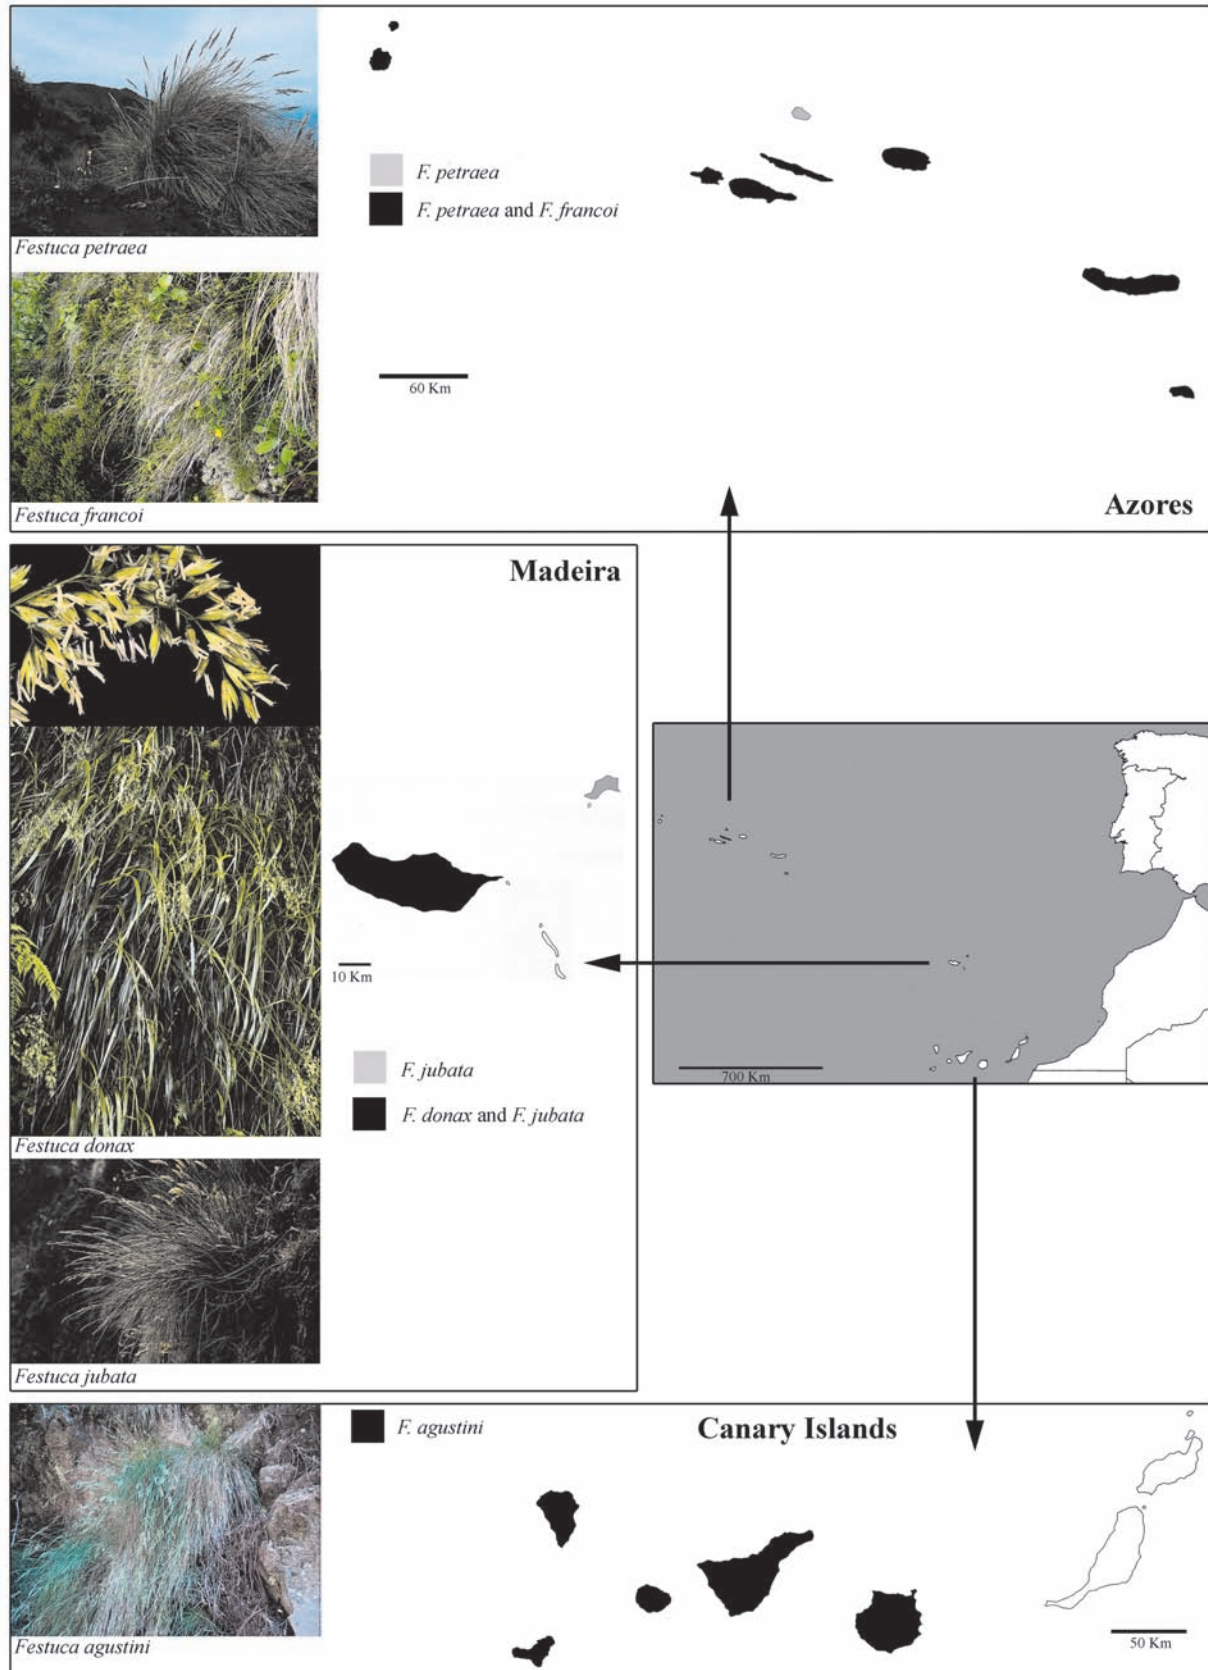 F. petraea
F. petraea and F. francoi
Festuca petraea
60 Km
Festuca francoi
Azores
Madeira
10 Km
700 Km
F. jubata
F. donax and F. jubata
Festuca donax
Festuca jubata
F. agustini
Canary Islands
50 Km
Festuca agustini